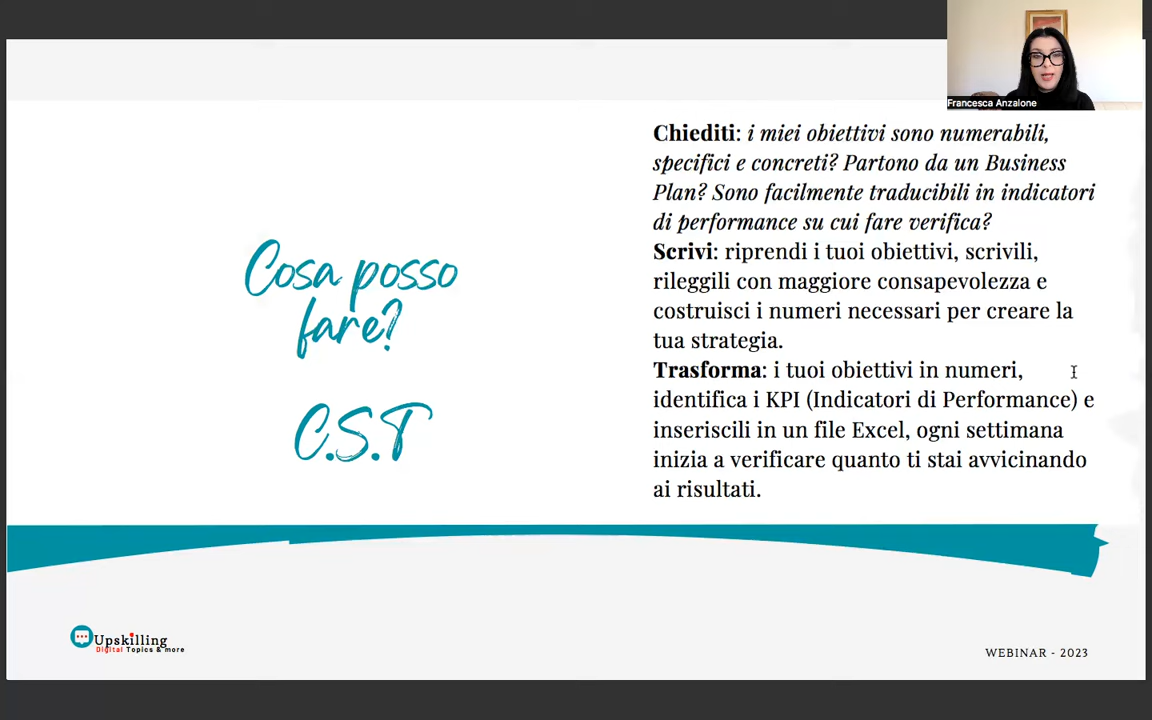 Francesca Anzalone
Chiediti: i miei obiettivi sono numerabili,
specifici e concreti? Partono da un Business
Plan? Sono facilmente traducibili in indicatori
di performance su cui fare verifica?
Scrivi: riprendi i tuoi obiettivi, scrivili,
rileggili con maggiore consapevolezza e
costruisci i numeri necessari per creare la
tua strategia.
Trasforma: i tuoi obiettivi in numeri,
identifica i KPI (Indicatori di Performance) e
inseriscili in un file Excel, ogni settimana
inizia a verificare quanto ti stai avvicinando
ai risultati.
Cosa posso
fare?
C.S.T
Upskilling
Digital Topics & more
WEBINAR - 2023